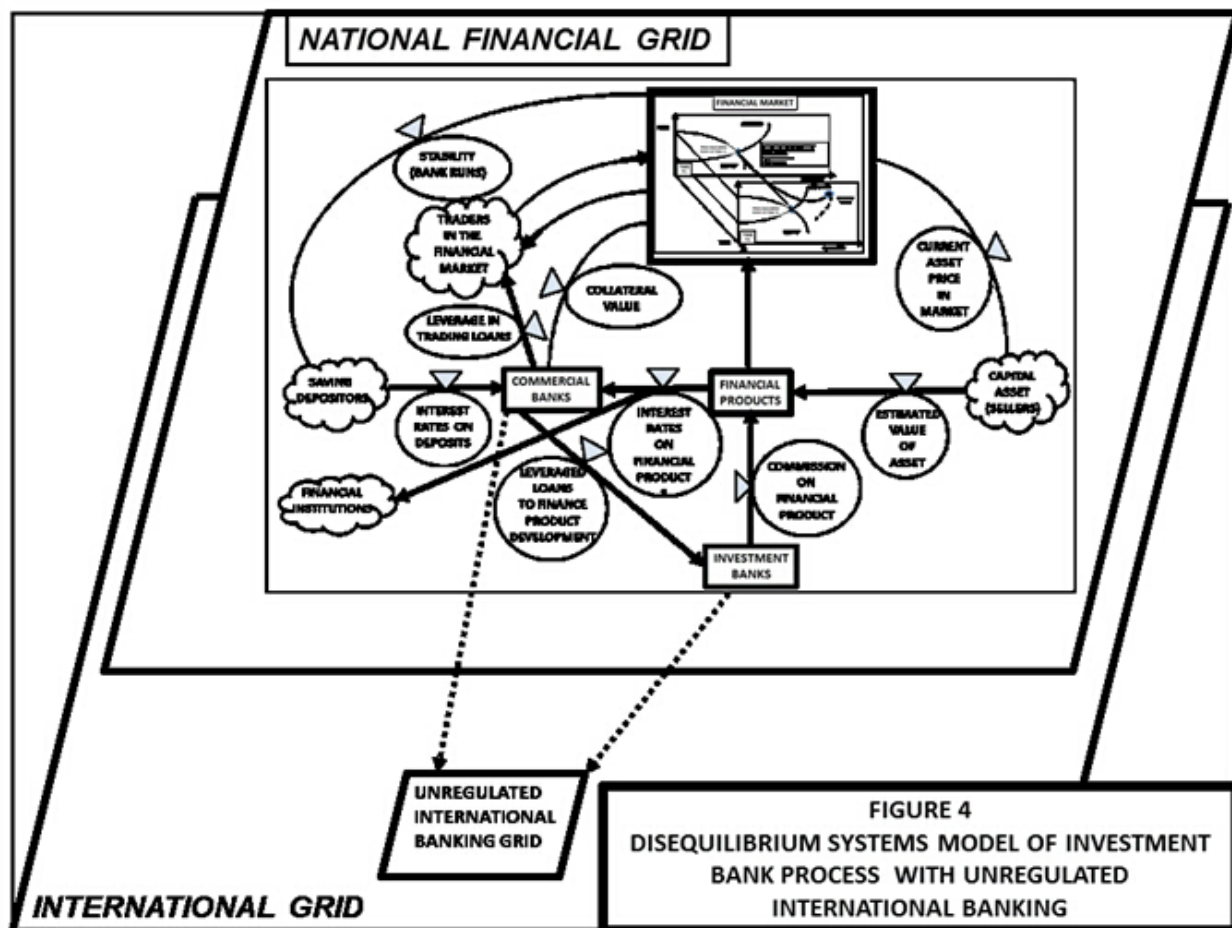 NATIONAL FINANCIAL GRID
FINANCIAL MARKET
STABILITY
(BANK RUNS)
TRADERS
IN THE
FINANCIAL
MARKET
COLLATERAL
VALUE
CURRENT
ASSET
PRICE
IN
MARKET
LEVERAGE IN
TRADING LOANS
SAVING
DEPOSITORS
COMMERCIAL
BANKS
FINANCIAL
PRODUCTS
CAPITAL
ASSET
(SELLERS)
INTEREST
RATES ON
DEPOSITS
INTEREST
RATES
ON
FINANCIAL
PRODUCT
ESTIMATED
VALUE
OF
ASSET
FINANCIAL
INSTITUTIONS
LEVERAGED
LOANS
TO FINANCE
PRODUCT
DEVELOPMENT
COMMISSION
ON
FINANCIAL
PRODUCT
INVESTMENT
BANKS
UNREGULATED
INTERNATIONAL
BANKING GRID
INTERNATIONAL GRID
FIGURE 4
DISEQUILIBRIUM SYSTEMS MODEL OF INVESTMENT
BANK PROCESS WITH UNREGULATED
INTERNATIONAL BANKING